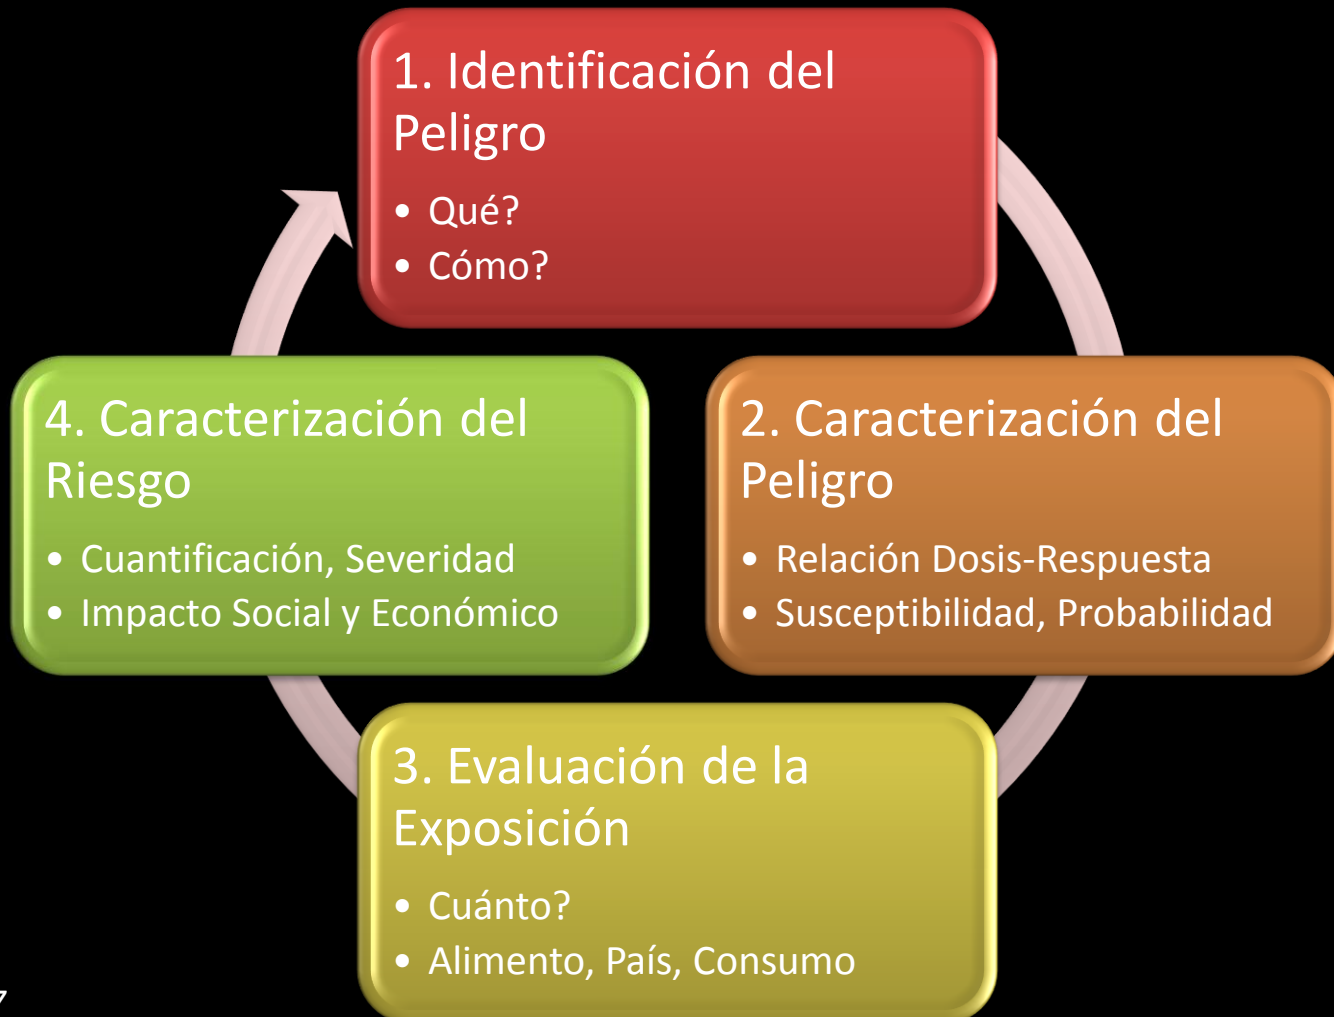 1. Identificación del
Peligro
• Qué?
• Cómo?
2. Caracterización del
Peligro
• Relación Dosis-Respuesta
• Susceptibilidad, Probabilidad
3. Evaluación de la
Exposición
• Cuánto?
• Alimento, País, Consumo
4. Caracterización del
Riesgo
• Cuantificación, Severidad
• Impacto Social y Económico